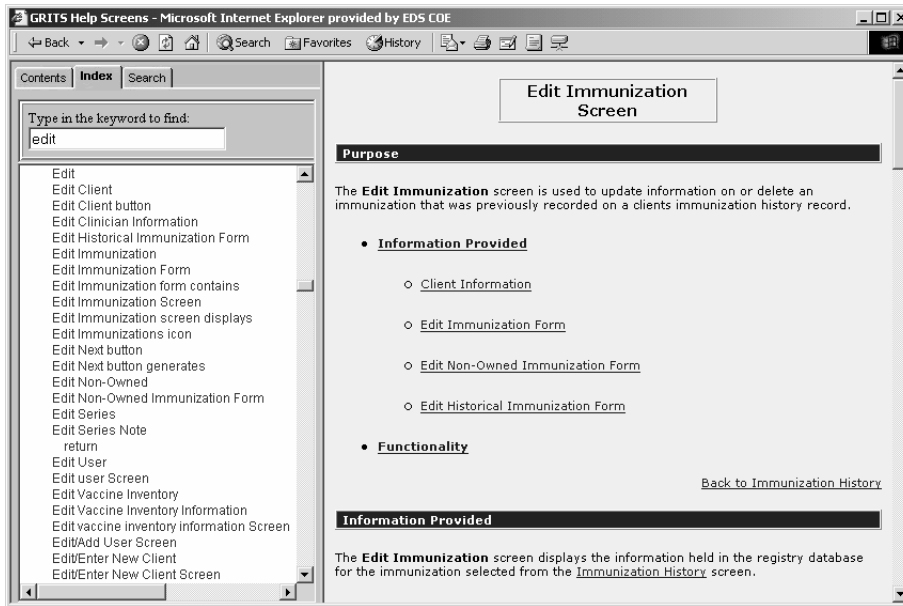 GRITS Help Screens - Microsoft Internet Explorer provided by EDS COE
Back Search Favorites History
Contents Index Search
Type in the keyword to find:
edit
Edit
Edit Client
Edit Client button
Edit Clinician Information
Edit Historical Immunization Form
Edit Immunization
Edit Immunization Form
Edit Immunization form contains
Edit Immunization Screen
Edit Immunization screen displays
Edit Immunizations icon
Edit Next button
Edit Next button generates
Edit Non-Owned
Edit Non-Owned Immunization Form
Edit Series
Edit Series Note
return
Edit User
Edit user Screen
Edit Vaccine Inventory
Edit Vaccine Inventory Information
Edit vaccine inventory information Screen
Edit/Add User Screen
Edit/Enter New Client
Edit/Enter New Client Screen
Edit Immunization
Screen
Purpose
The Edit Immunization screen is used to update information on or delete an
immunization that was previously recorded on a clients immunization history record.
Information Provided
Client Information
Edit Immunization Form
Edit Non-Owned Immunization Form
Edit Historical Immunization Form
Functionality
Back to Immunization History
Information Provided
The Edit Immunization screen displays the information held in the registry database
for the immunization selected from the Immunization History screen.